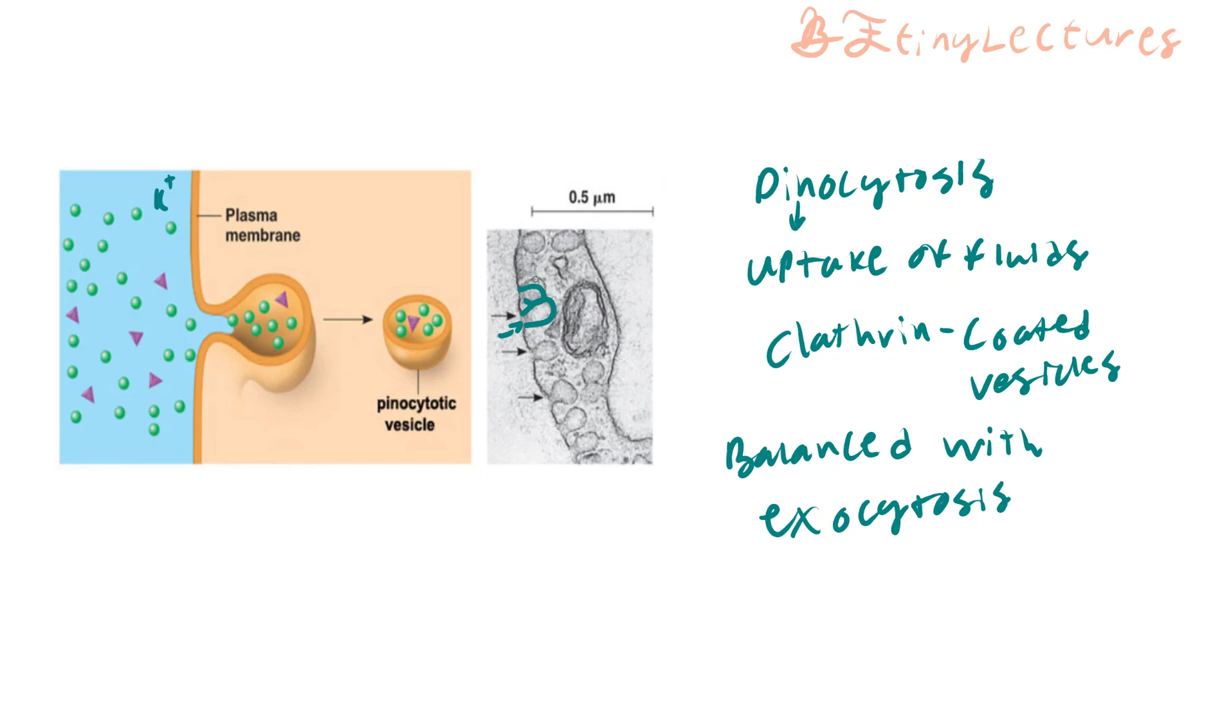 tinyLectures
K+
Plasma
membrane
pinocytotic
vesicle
0.5 μm
Pinocytosis
uptake of fluids
Clathrin-coated
vesicles
Balanced with
exocytosis